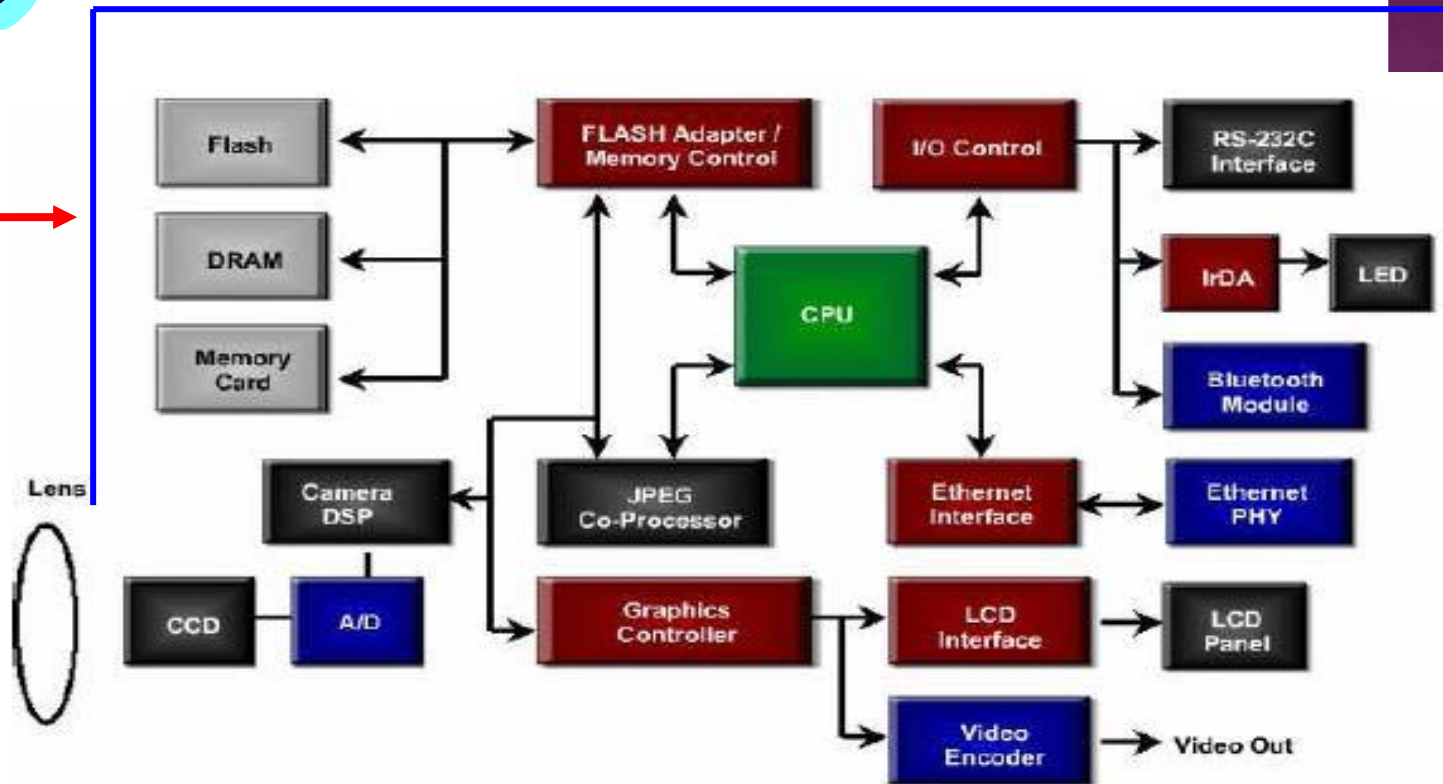 Flash
FLASH Adapter /
Memory Control
I/O Control
RS-232C
Interface
DRAM
CPU
IrDA
LED
Memory
Card
Bluetooth
Module
Lens
Camera
DSP
JPEG
Co-Processor
Ethernet
Interface
Ethernet
PHY
CCD
A/D
Graphics
Controller
LCD
Interface
LCD
Panel
Video
Encoder
Video Out